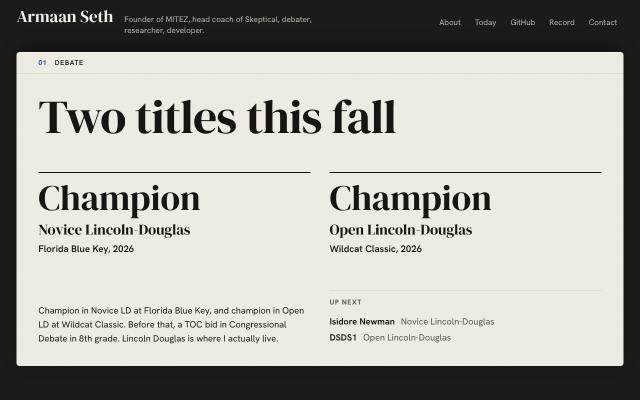 Armaan Seth
Founder of MITEZ, head coach of Skeptical, debater,
researcher, developer.
About Today GitHub Record Contact
01 DEBATE
Two titles this fall
Champion
Novice Lincoln-Douglas
Florida Blue Key, 2026
Champion
Open Lincoln-Douglas
Wildcat Classic, 2026
Champion in Novice LD at Florida Blue Key, and champion in Open
LD at Wildcat Classic. Before that, a TOC bid in Congressional
Debate in 8th grade. Lincoln Douglas is where I actually live.
UP NEXT
Isidore Newman Novice Lincoln-Douglas
DSDS1 Open Lincoln-Douglas